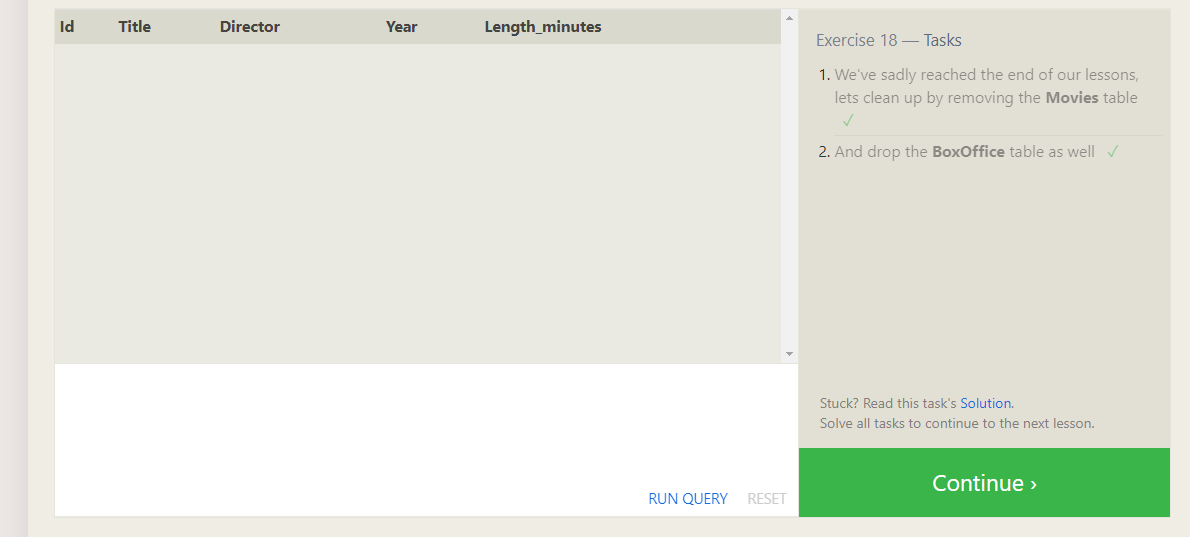 Id Title Director Year Length_minutes
Exercise 18 — Tasks
1. We've sadly reached the end of our lessons,
lets clean up by removing the Movies table
✓
2. And drop the BoxOffice table as well ✓
Stuck? Read this task's Solution.
Solve all tasks to continue to the next lesson.
RUN QUERY RESET
Continue ›